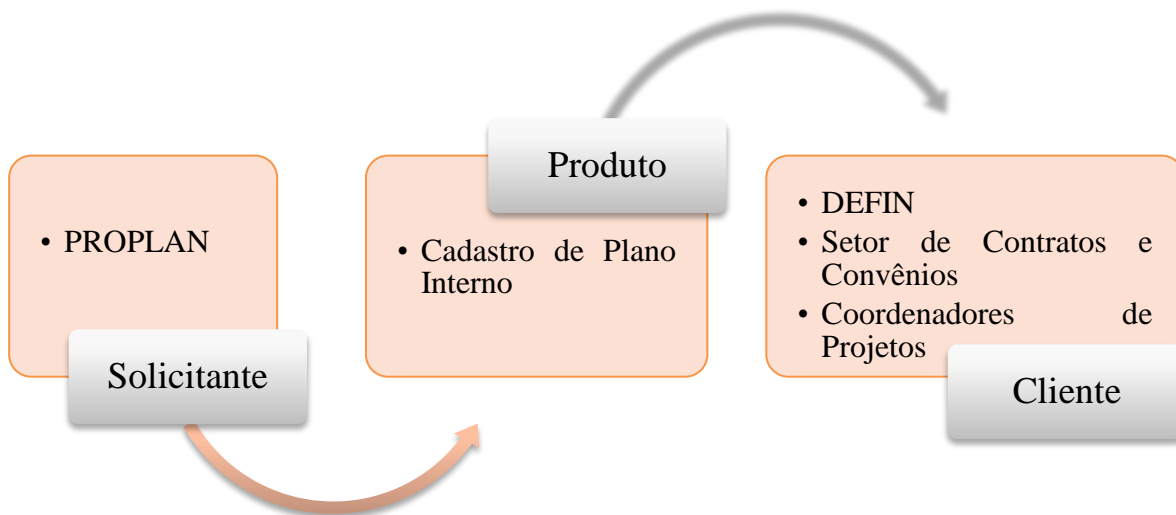 • PROPLAN
Solicitante
Produto
• Cadastro de Plano
Interno
• DEFIN
• Setor de Contratos e
Convênios
• Coordenadores de
Projetos
Cliente